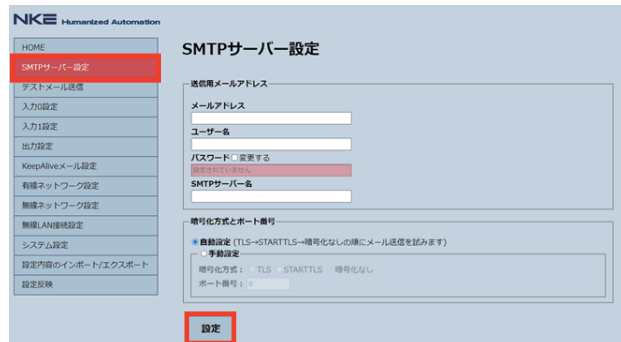 NKE Humanized Automation
HOME
SMTPサーバー設定
テストメール送信
入力0設定
入力1設定
出力設定
KeepAliveメール設定
有線ネットワーク設定
無線ネットワーク設定
無線LAN接続設定
システム設定
設定内容のインポート/エクスポート
設定反映
SMTPサーバー設定
送信用メールアドレス
メールアドレス
ユーザー名
パスワード 変更する
設定されていません
SMTPサーバー名
暗号化方式とポート番号
自動設定 (TLS→STARTTLS→暗号化なしの順にメール送信を試みます)
手動設定
暗号化方式： TLS STARTTLS 暗号化なし
ポート番号： 0
設定